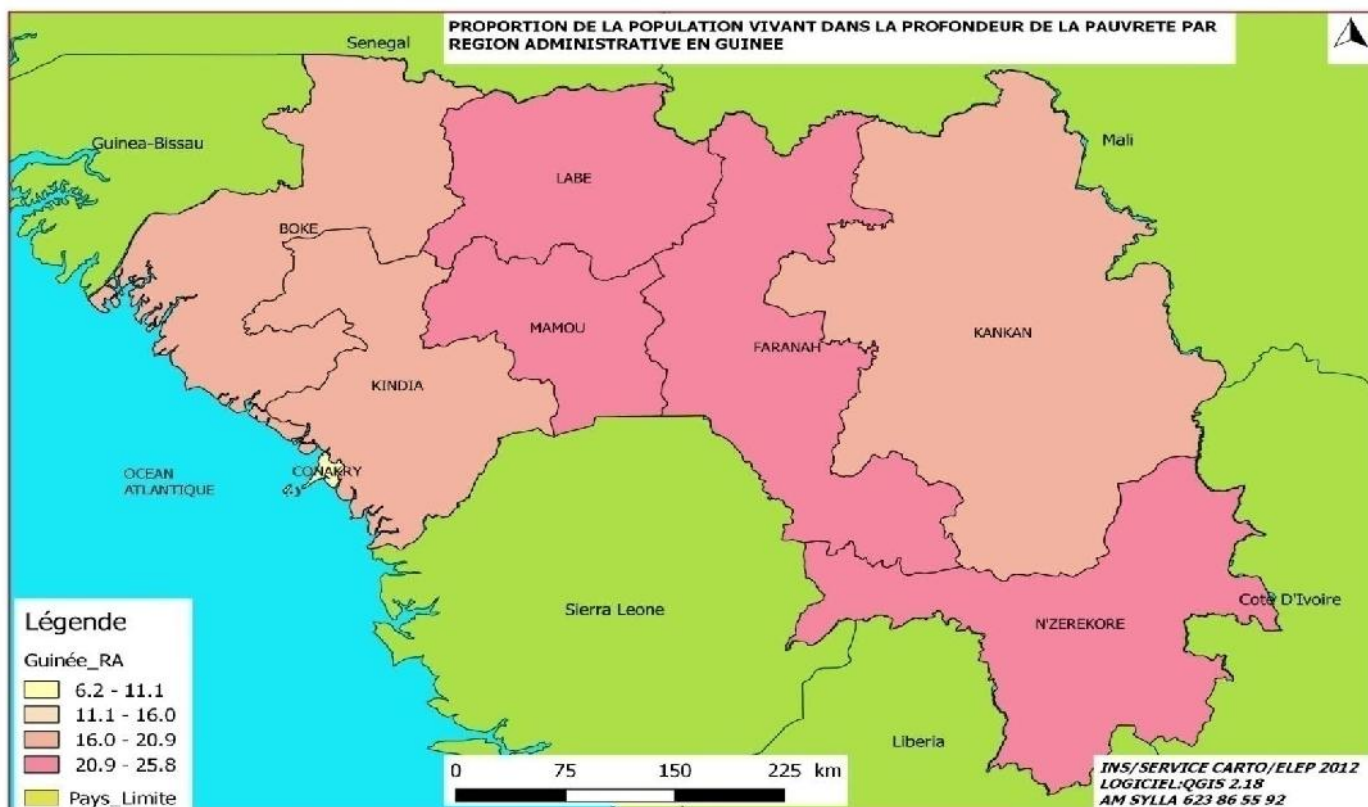 PROPORTION DE LA POPULATION VIVANT DANS LA PROFONDEUR DE LA PAUVRETE PAR
REGION ADMINISTRATIVE EN GUINEE
Senegal
Guinea-Bissau
Mali
LABE
BOKE
MAMOU
FARANAH
KANKAN
KINDIA
CONAKRY
OCEAN
ATLANTIQUE
Sierra Leone
N'ZEREKORE
Cote D'Ivoire
Liberia
Légende
Guinée_RA
6.2 - 11.1
11.1 - 16.0
16.0 - 20.9
20.9 - 25.8
Pays_Limite
0 75 150 225 km
INS/SERVICE CARTO/ELEP 2012
LOGICIEL:QGIS 2.18
AM SYLLA 623 86 55 92